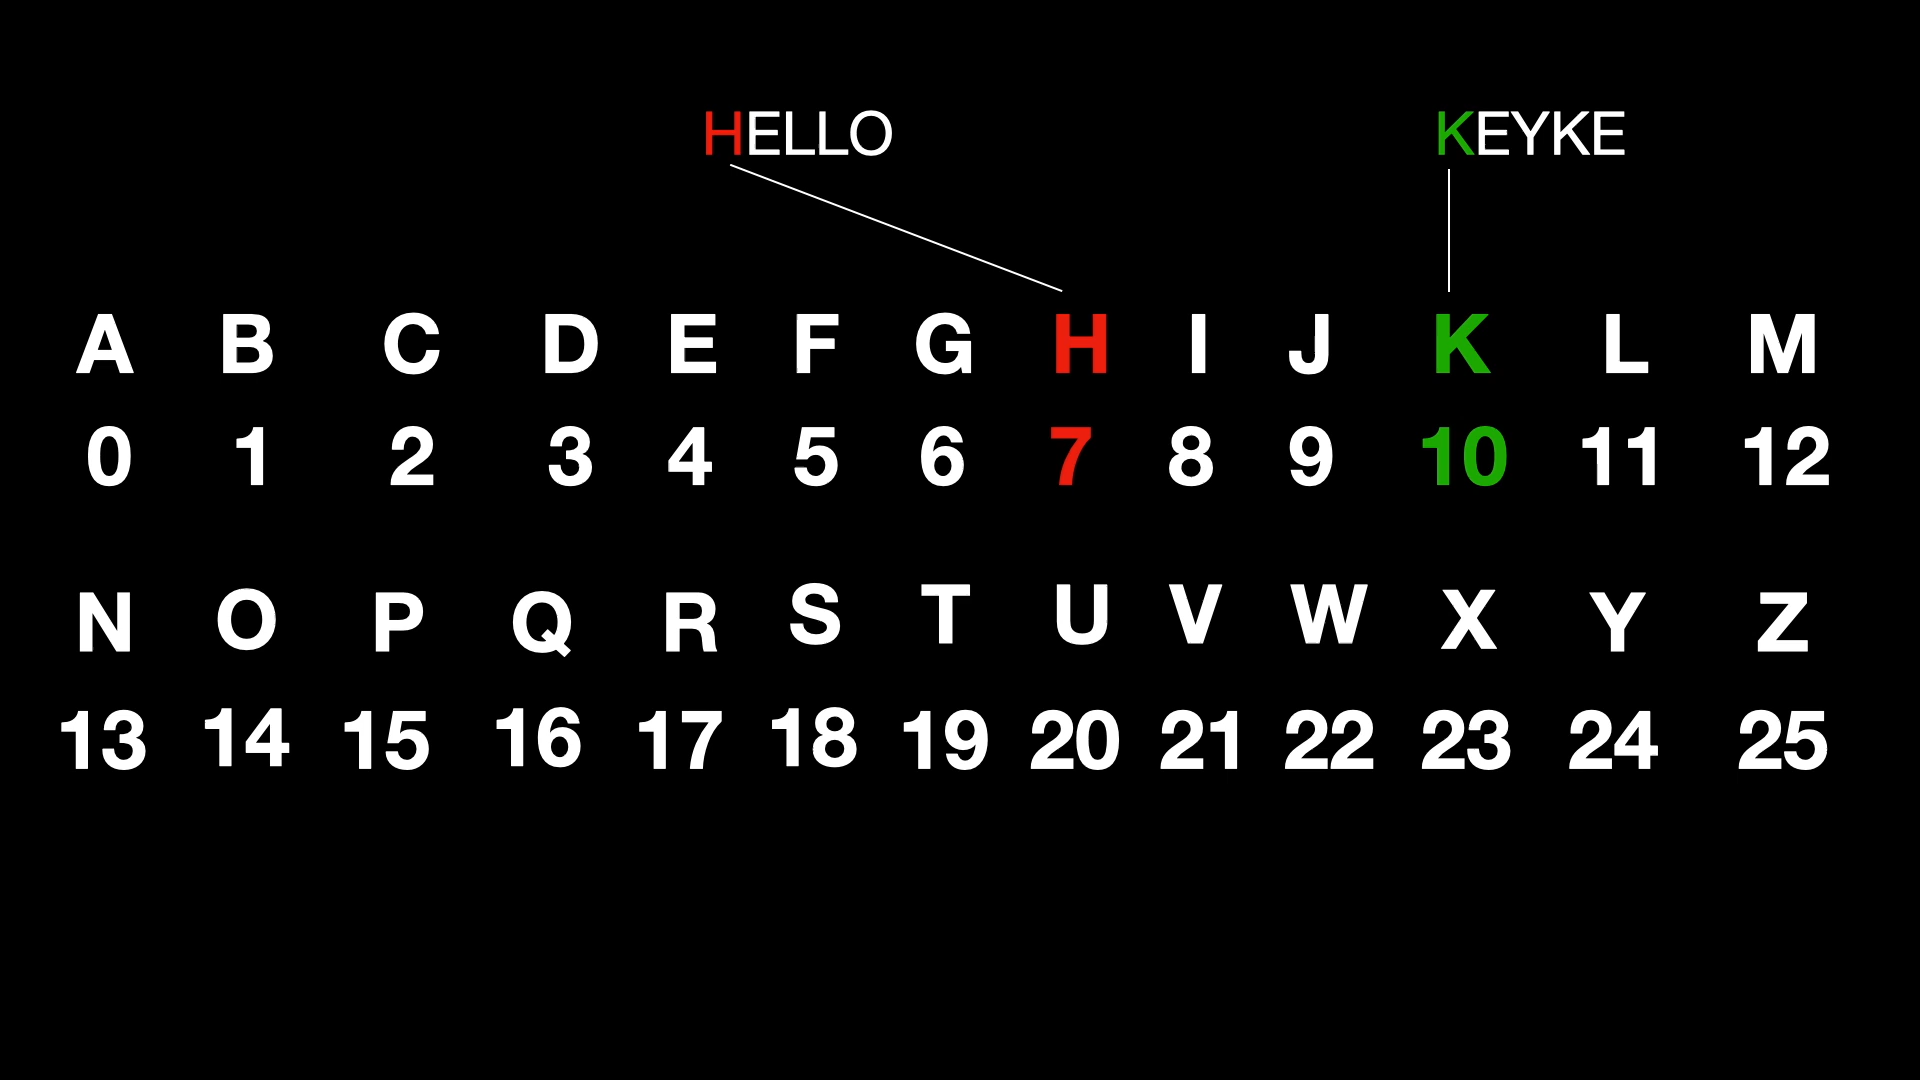 HELLO KEYKE
A B C D E F G H I J K L M
0 1 2 3 4 5 6 7 8 9 10 11 12
N O P Q R S T U V W X Y Z
13 14 15 16 17 18 19 20 21 22 23 24 25